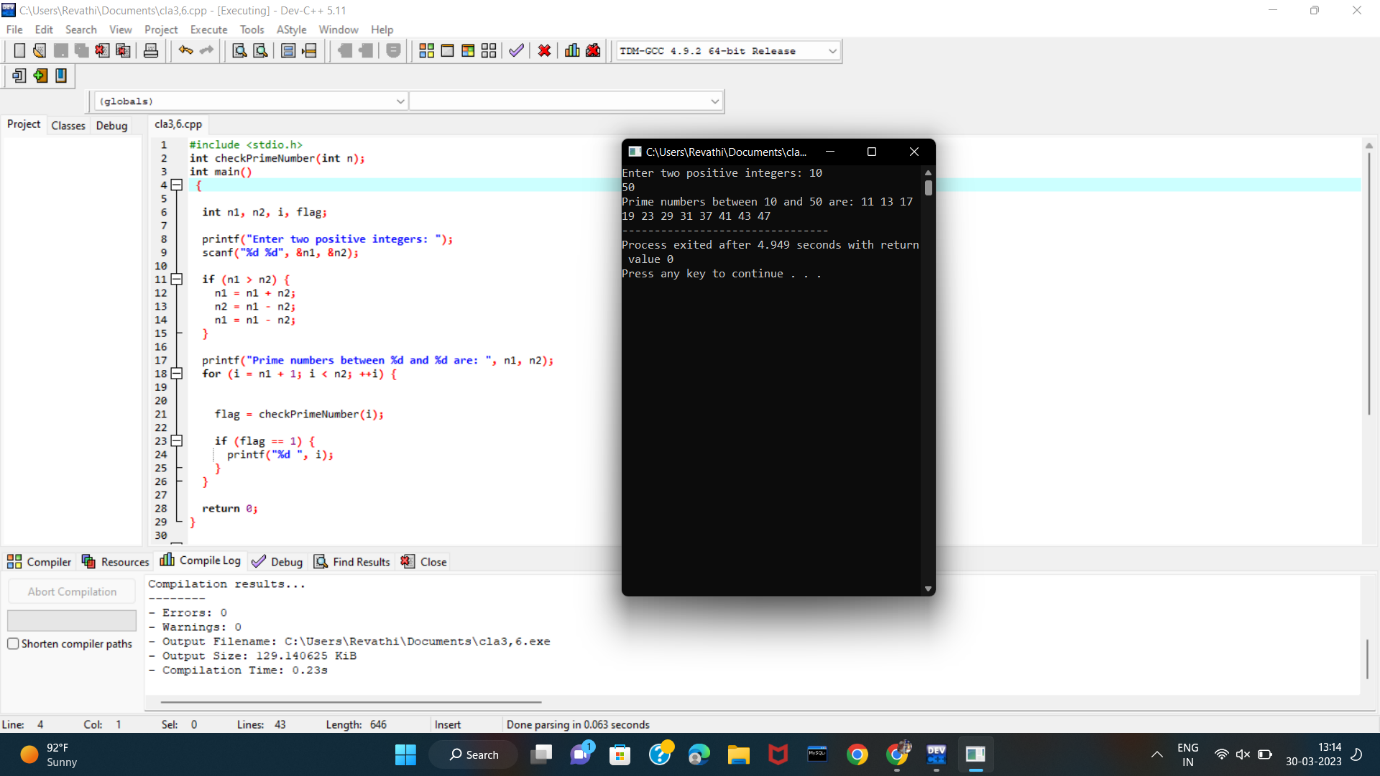 C:\Users\Revathi\Documents\cla3,6.cpp - [Executing] - Dev-C++ 5.11
File Edit Search View Project Execute Tools AStyle Window Help
TDM-GCC 4.9.2 64-bit Release
(globals)
Project Classes Debug
cla3,6.cpp
1 #include <stdio.h>
2 int checkPrimeNumber(int n);
3 int main()
4 {
5
6 int n1, n2, i, flag;
7
8 printf("Enter two positive integers: ");
9 scanf("%d %d", &n1, &n2);
10
11 if (n1 > n2) {
12 n1 = n1 + n2;
13 n2 = n1 - n2;
14 n1 = n1 - n2;
15 }
16
17 printf("Prime numbers between %d and %d are: ", n1, n2);
18 for (i = n1 + 1; i < n2; ++i) {
19
20
21 flag = checkPrimeNumber(i);
22
23 if (flag == 1) {
24 printf("%d ", i);
25 }
26 }
27
28 return 0;
29 }
30
C:\Users\Revathi\Documents\cla...
Enter two positive integers: 10
50
Prime numbers between 10 and 50 are: 11 13 17
19 23 29 31 37 41 43 47
--------------------------------
Process exited after 4.949 seconds with return
value 0
Press any key to continue . . .
Compiler Resources Compile Log Debug Find Results Close
Abort Compilation
Shorten compiler paths
Compilation results...
--------
- Errors: 0
- Warnings: 0
- Output Filename: C:\Users\Revathi\Documents\cla3,6.exe
- Output Size: 129.140625 KiB
- Compilation Time: 0.23s
Line: 4 Col: 1 Sel: 0 Lines: 43 Length: 646 Insert Done parsing in 0.063 seconds
92°F
Sunny
Search
1
DEV
ENG
IN
13:14
30-03-2023